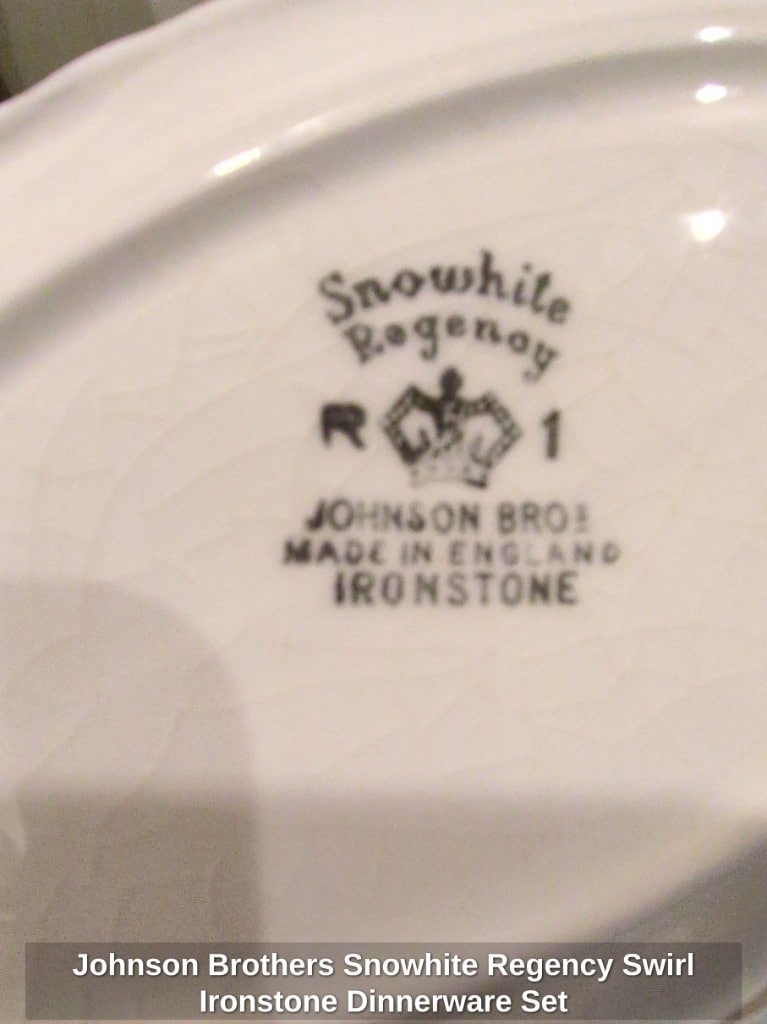 Snowhite
Regency
R 1
JOHNSON BROS
MADE IN ENGLAND
IRONSTONE
Johnson Brothers Snowhite Regency Swirl
Ironstone Dinnerware Set